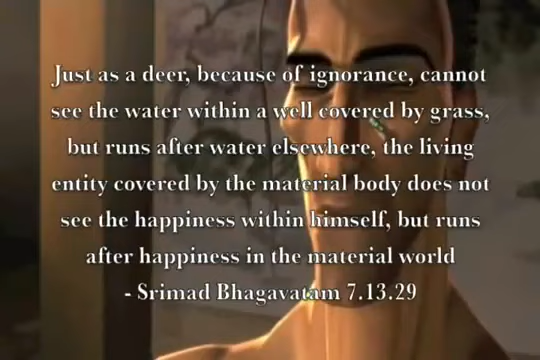 Just as a deer, because of ignorance, cannot
see the water within a well covered by grass,
but runs after water elsewhere, the living
entity covered by the material body does not
see the happiness within himself, but runs
after happiness in the material world
- Srimad Bhagavatam 7.13.29